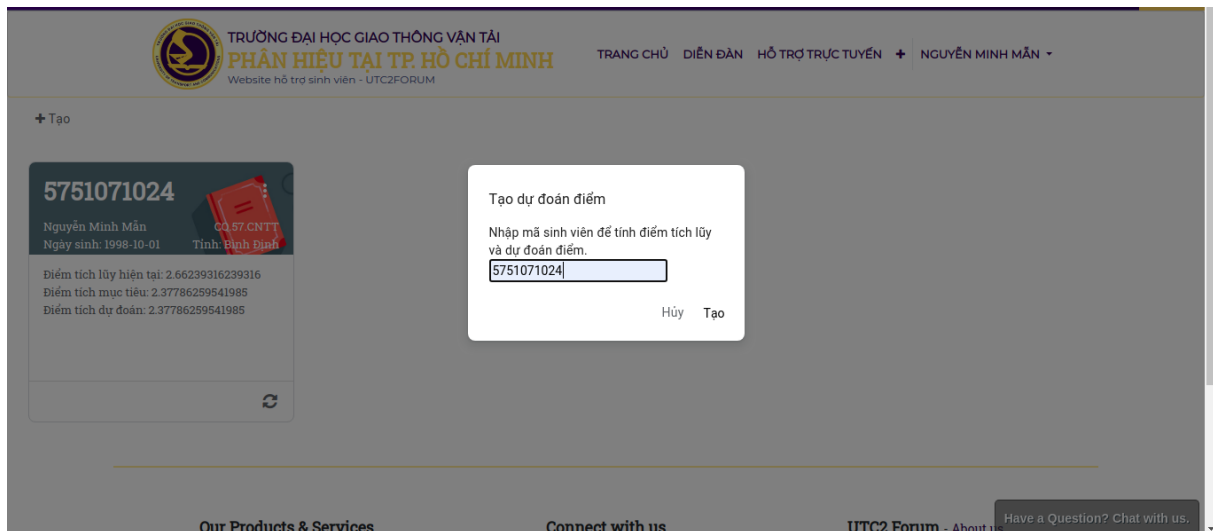 TRƯỜNG ĐẠI HỌC GIAO THÔNG VẬN TẢI
PHÂN HIỆU TẠI TP. HỒ CHÍ MINH
Website hỗ trợ sinh viên - UTC2FORUM
TRANG CHỦ DIỄN ĐÀN HỖ TRỢ TRỰC TUYẾN + NGUYỄN MINH MẪN
+ Tạo
5751071024
Nguyễn Minh Mẫn CQ.57.CNTT
Ngày sinh: 1998-10-01 Tỉnh: Bình Định
Điểm tích lũy hiện tại: 2.66239316239316
Điểm tích mục tiêu: 2.37786259541985
Điểm tích dự đoán: 2.37786259541985
Tạo dự đoán điểm
Nhập mã sinh viên để tính điểm tích lũy
và dự đoán điểm.
5751071024
Hủy Tạo
Our Products & Services
Connect with us
UTC2 Forum - About us
Have a Question? Chat with us.